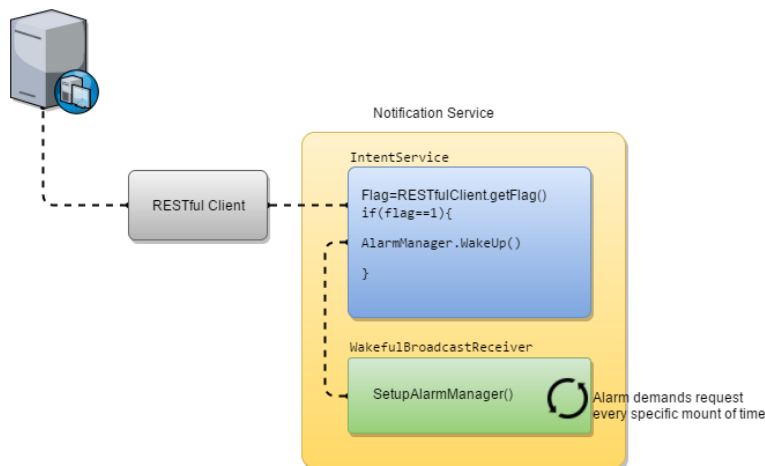 Notification Service
IntentService
RESTful Client
Flag=RESTfulClient.getFlag()
if(flag==1){
AlarmManager.WakeUp()
}
WakefulBroadcastReceiver
SetupAlarmManager()
Alarm demands request
every specific mount of time